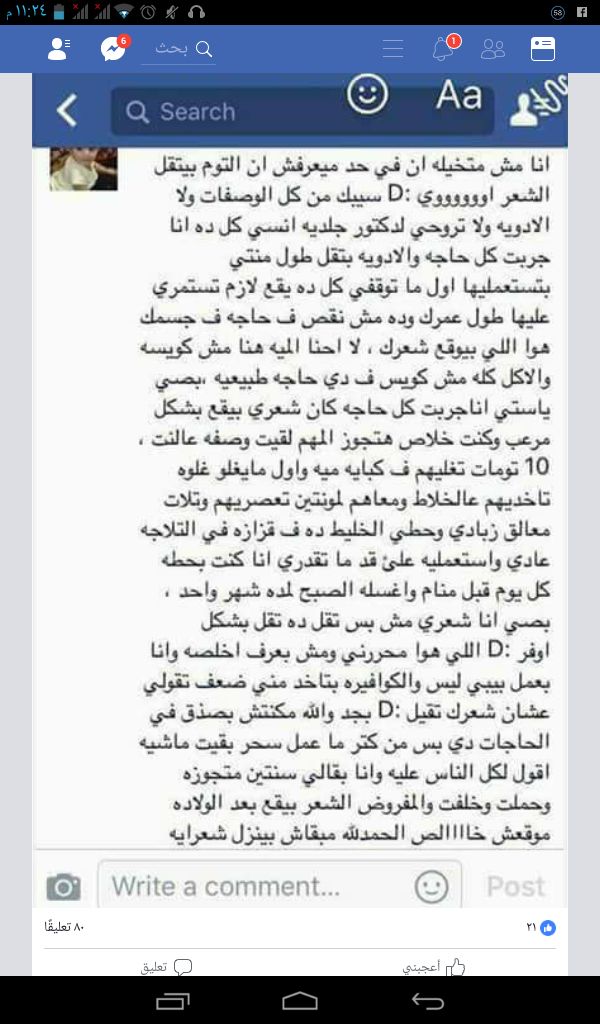 ١١:٢٤ م
58
6
بحث
1
Search
Aa
انا مش متخيله ان في حد ميعرفش ان التوم بيتقل
الشعر اوووووووي :D سيبك من كل الوصفات ولا
الادويه ولا تروحي لدكتور جلديه انسي كل ده انا
جربت كل حاجه والادويه بتقل طول منتي
بتستعمليها اول ما توقفي كل ده يقع لازم تستمري
عليها طول عمرك وده مش نقص ف حاجه ف جسمك
هوا اللي بيوقع شعرك ، لا احنا الميه هنا مش كويسه
والاكل كله مش كويس ف دي حاجه طبيعيه ،بصي
ياستي اناجربت كل حاجه كان شعري بيقع بشكل
مرعب وكنت خلاص هتجوز المهم لقيت وصفه عالنت ،
10 تومات تغليهم ف كبايه ميه واول مايغلو غلوه
تاخديهم عالخلاط ومعاهم لمونتين تعصريهم وتلات
معالق زبادي وحطي الخليط ده ف قزازه في التلاجه
عادي واستعمليه علئ قد ما تقدري انا كنت بحطه
كل يوم قبل منام واغسله الصبح لمده شهر واحد ،
بصي انا شعري مش بس تقل ده تقل بشكل
اوفر :D اللي هوا محررني ومش بعرف اخلصه وانا
بعمل بيبي ليس والكوافيره بتاخد مني ضعف تقولي
عشان شعرك تقيل :D بجد والله مكنتش بصذق في
الحاجات دي بس من كتر ما عمل سحر بقيت ماشيه
اقول لكل الناس عليه وانا بقالي سنتين متجوزه
وحملت وخلفت والمفروض الشعر بيقع بعد الولاده
موقعش خاااالص الحمدلله مبقاش بينزل شعرايه
Write a comment...
Post
٢١
٨٠ تعليقًا
أعجبني
تعليق